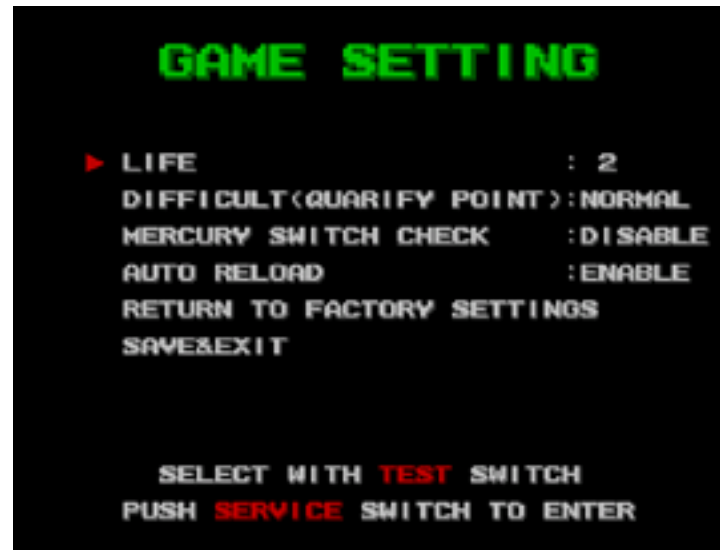 GAME SETTING
▶ LIFE : 2
DIFFICULT(QUARIFY POINT):NORMAL
MERCURY SWITCH CHECK :DISABLE
AUTO RELOAD :ENABLE
RETURN TO FACTORY SETTINGS
SAVE&EXIT
SELECT WITH TEST SWITCH
PUSH SERVICE SWITCH TO ENTER